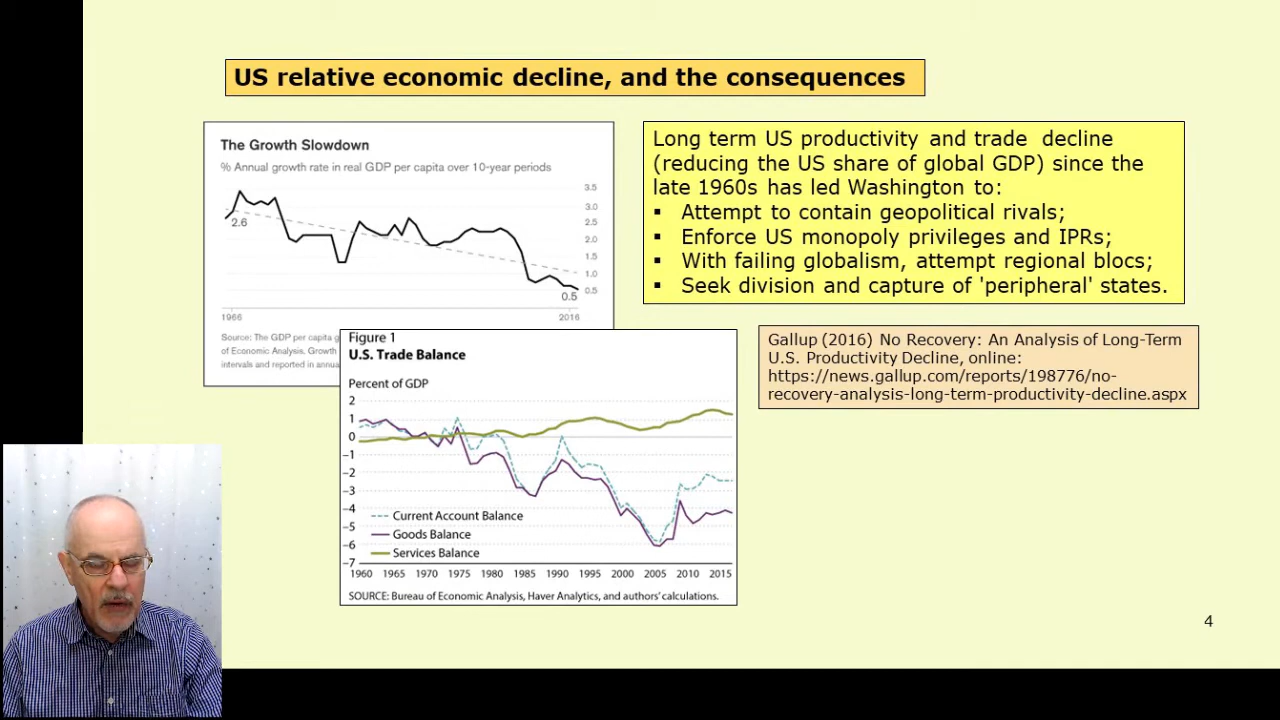 US relative economic decline, and the consequences
The Growth Slowdown
% Annual growth rate in real GDP per capita over 10-year periods
3.5
3.0
2.5
2.0
1.5
1.0
0.5
2.6
0.5
1966
2016
Source: The GDP per capita
of Economic Analysis. Growth
intervals and reported in
Long term US productivity and trade decline
(reducing the US share of global GDP) since the
late 1960s has led Washington to:
▪ Attempt to contain geopolitical rivals;
▪ Enforce US monopoly privileges and IPRs;
▪ With failing globalism, attempt regional blocs;
▪ Seek division and capture of 'peripheral' states.
Gallup (2016) No Recovery: An Analysis of Long-Term
U.S. Productivity Decline, online:
https://news.gallup.com/reports/198776/no-
recovery-analysis-long-term-productivity-decline.aspx
Figure 1
U.S. Trade Balance
Percent of GDP
2
1
0
−1
−2
−3
−4
−5
−6
−7
Current Account Balance
Goods Balance
Services Balance
1960 1965 1970 1975 1980 1985 1990 1995 2000 2005 2010 2015
SOURCE: Bureau of Economic Analysis, Haver Analytics, and authors' calculations.
4